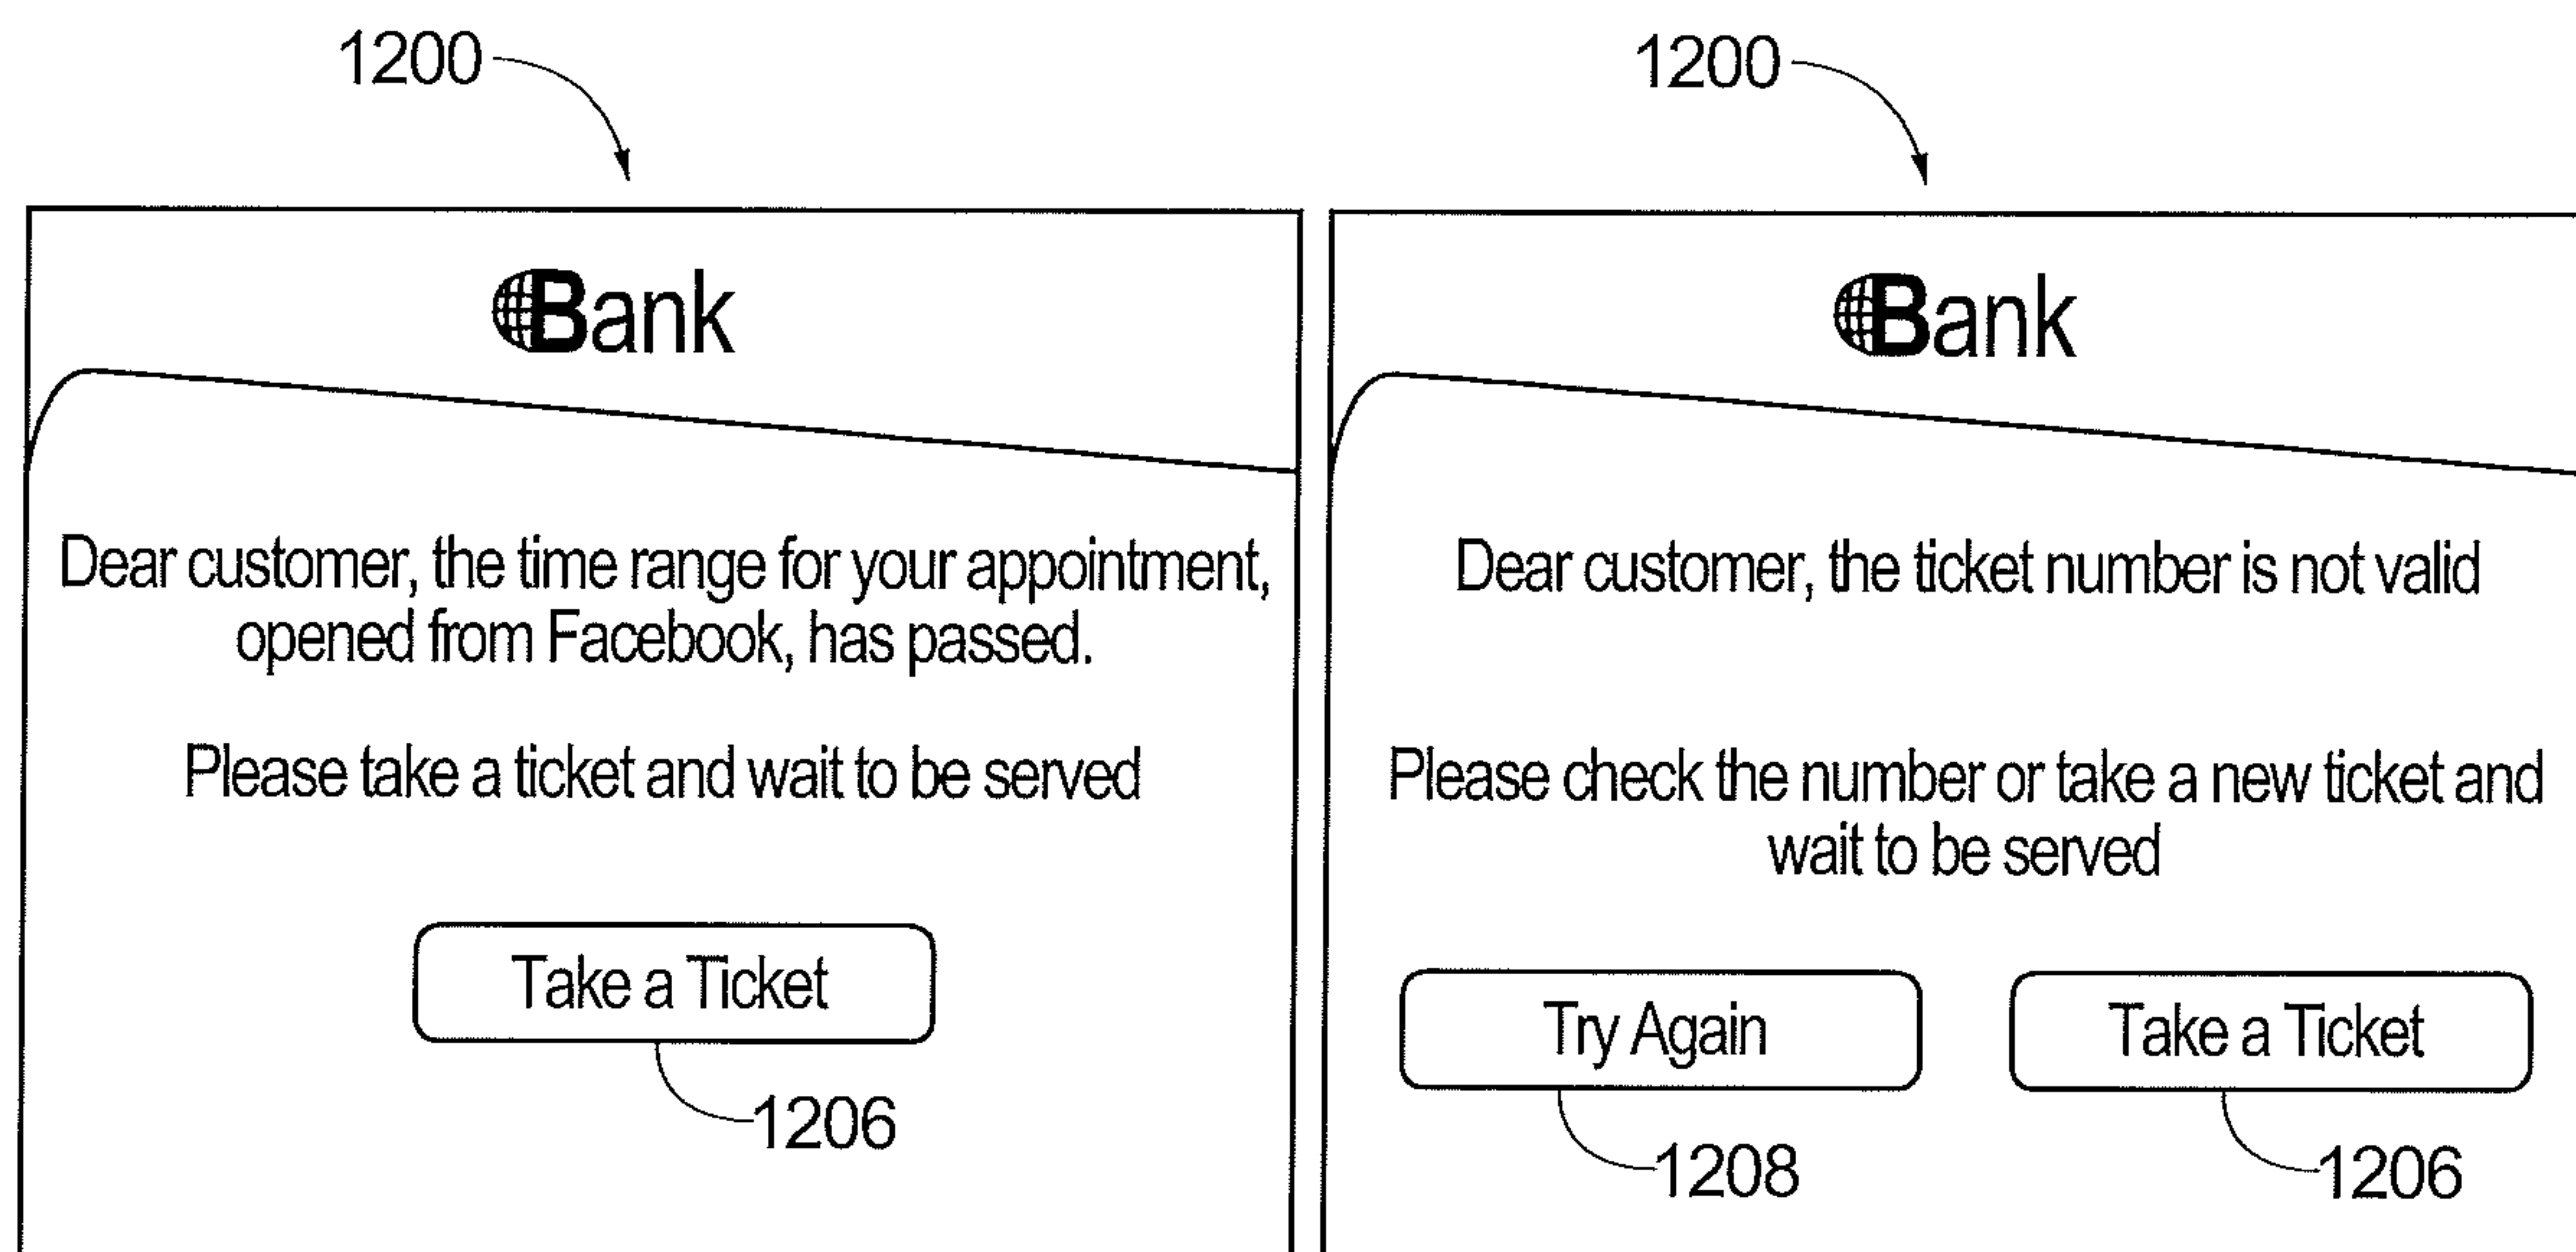 1200
Bank
Dear customer, the time range for your appointment,
opened from Facebook, has passed.
Please take a ticket and wait to be served
Take a Ticket
1206
1200
Bank
Dear customer, the ticket number is not valid
Please check the number or take a new ticket and
wait to be served
Try Again
Take a Ticket
1208
1206